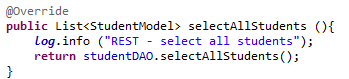 @Override
public List<StudentModel> selectAllStudents (){
    log.info ("REST - select all students");
    return studentDAO.selectAllStudents();
}